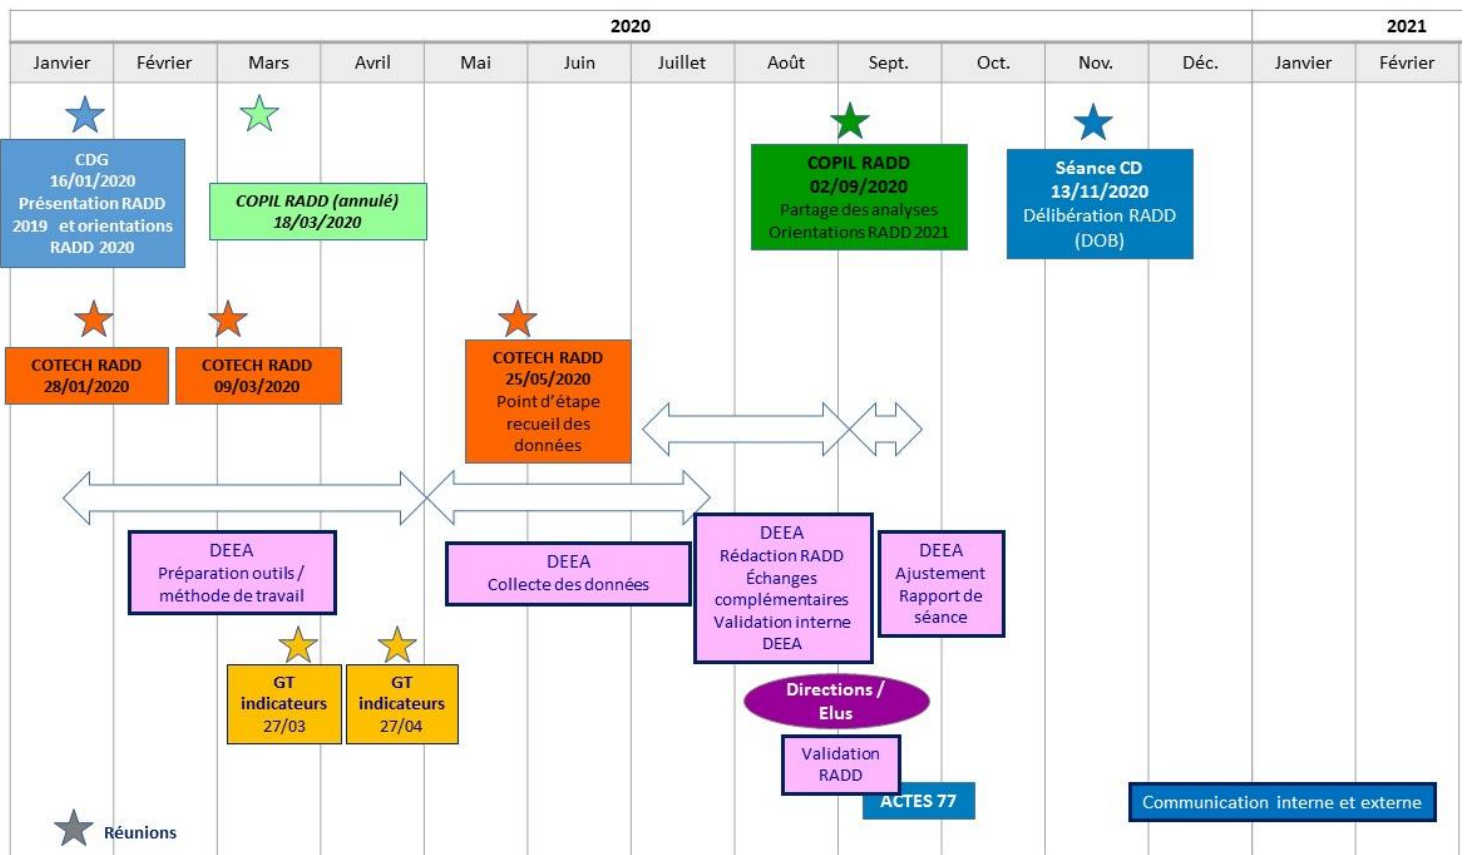 2020
2021
Janvier
Février
Mars
Avril
Mai
Juin
Juillet
Août
Sept.
Oct.
Nov.
Déc.
Janvier
Février
CDG
16/01/2020
Présentation RADD
2019 et orientations
RADD 2020
COPIL RADD (annulé)
18/03/2020
COPIL RADD
02/09/2020
Partage des analyses
Orientations RADD 2021
Séance CD
13/11/2020
Délibération RADD
(DOB)
COTECH RADD
28/01/2020
COTECH RADD
09/03/2020
COTECH RADD
25/05/2020
Point d'étape
recueil des
données
DEEA
Préparation outils /
méthode de travail
DEEA
Collecte des données
DEEA
Rédaction RADD
Échanges
complémentaires
Validation interne
DEEA
DEEA
Ajustement
Rapport de
séance
GT
indicateurs
27/03
GT
indicateurs
27/04
Directions /
Elus
Validation
RADD
ACTES 77
Communication interne et externe
Réunions